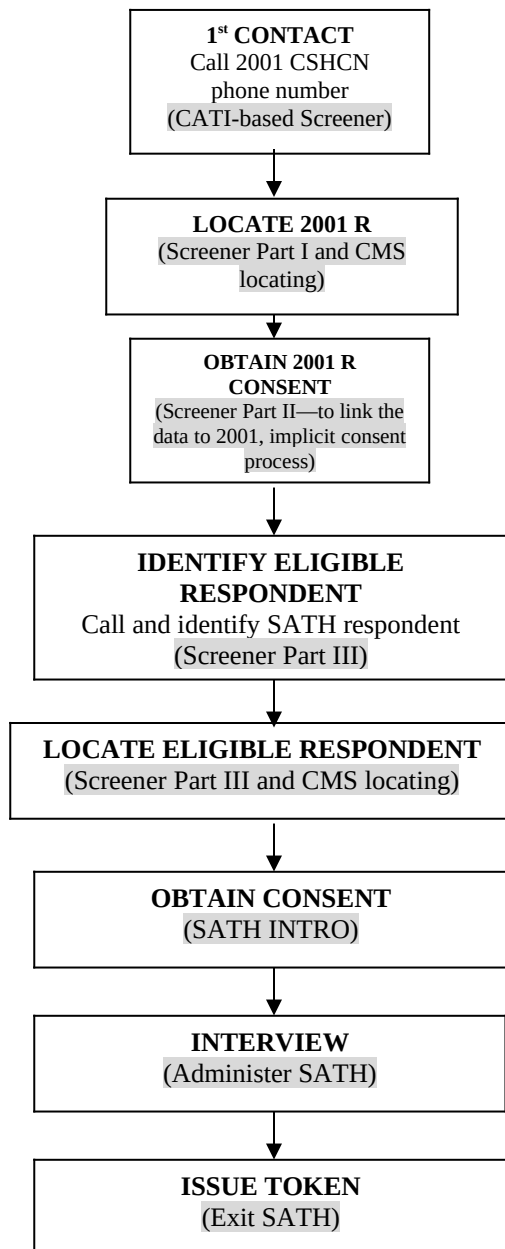 1st CONTACT
Call 2001 CSHCN
phone number
(CATI-based Screener)
LOCATE 2001 R
(Screener Part I and CMS
locating)
OBTAIN 2001 R
CONSENT
(Screener Part II—to link the
data to 2001, implicit consent
process)
IDENTIFY ELIGIBLE
RESPONDENT
Call and identify SATH respondent
(Screener Part III)
LOCATE ELIGIBLE RESPONDENT
(Screener Part III and CMS locating)
OBTAIN CONSENT
(SATH INTRO)
INTERVIEW
(Administer SATH)
ISSUE TOKEN
(Exit SATH)